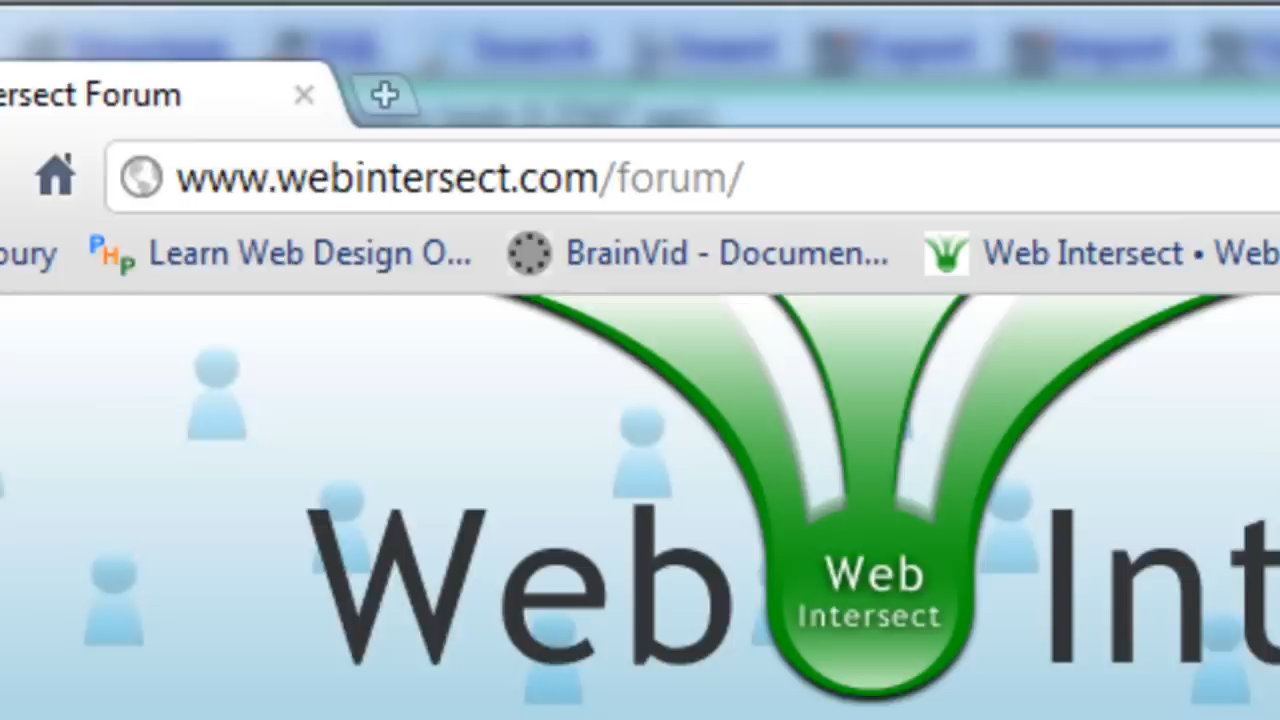 ersect Forum
www.webintersect.com/forum/
oury PHP Learn Web Design O... BrainVid - Documen... Web Intersect • Web
Web Int
Web
Intersect